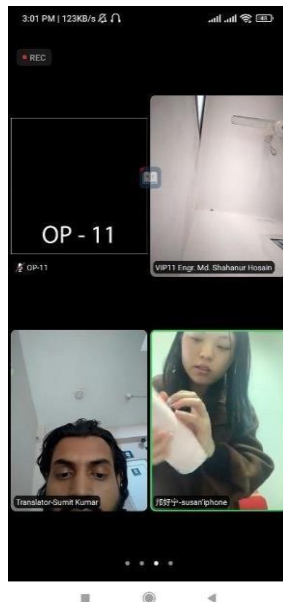 3:01 PM | 123KB/s
48
REC
OP - 11
OP-11
VIP11 Engr. Md. Shahanur Hosain
Translator-Sumit Kumar
-susan'iphone